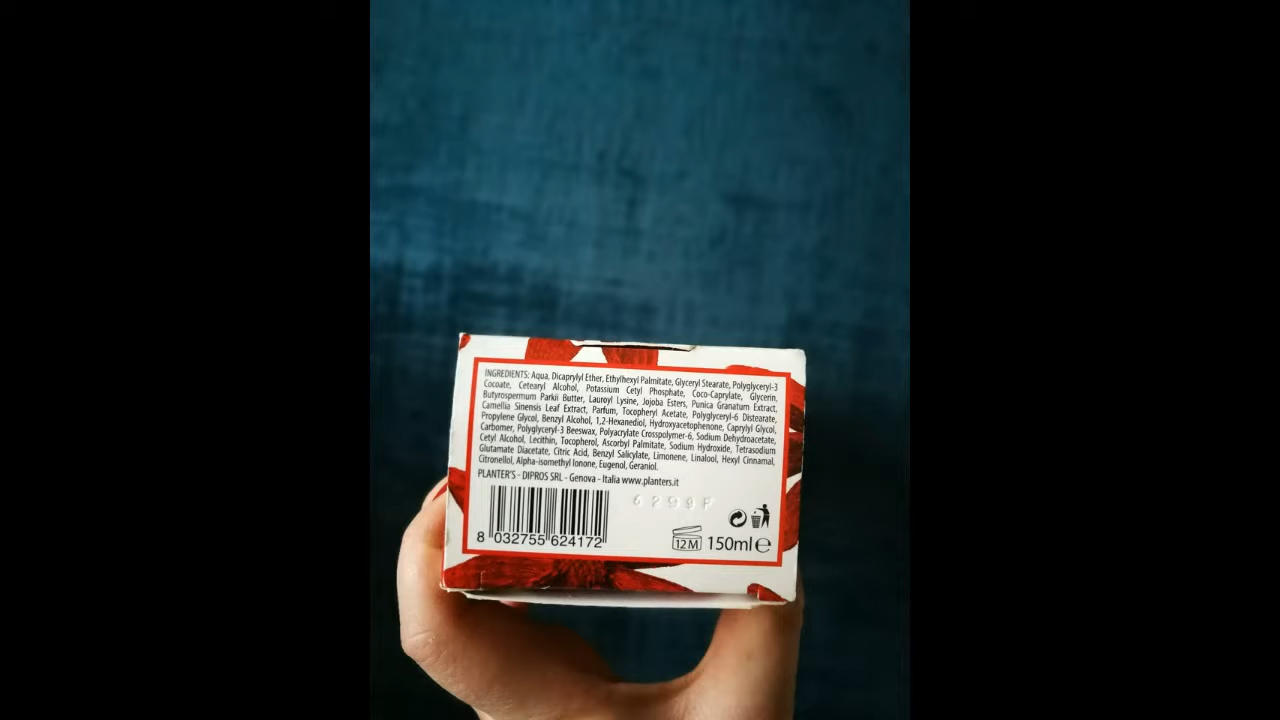 INGREDIENTS: Aqua, Dicaprylyl Ether, Ethylhexyl Palmitate, Glyceryl Stearate, Polyglyceryl-3
Cocoate, Cetearyl Alcohol, Potassium Cetyl Phosphate, Coco-Caprylate, Glycerin,
Butyrospermum Parkii Butter, Lauroyl Lysine, Jojoba Esters, Punica Granatum Extract,
Camellia Sinensis Leaf Extract, Parfum, Tocopheryl Acetate, Polyglyceryl-6 Distearate,
Propylene Glycol, Benzyl Alcohol, 1,2-Hexanediol, Hydroxyacetophenone, Caprylyl Glycol,
Carbomer, Polyglyceryl-3 Beeswax, Polyacrylate Crosspolymer-6, Sodium Dehydroacetate,
Cetyl Alcohol, Lecithin, Tocopherol, Ascorbyl Palmitate, Sodium Hydroxide, Tetrasodium
Glutamate Diacetate, Citric Acid, Benzyl Salicylate, Limonene, Linalool, Hexyl Cinnamal,
Citronellol, Alpha-isomethyl Ionone, Eugenol, Geraniol.
PLANTER'S - DIPROS SRL - Genova - Italia www.planters.it
6299F
8 032755 624172
12M 150ml e